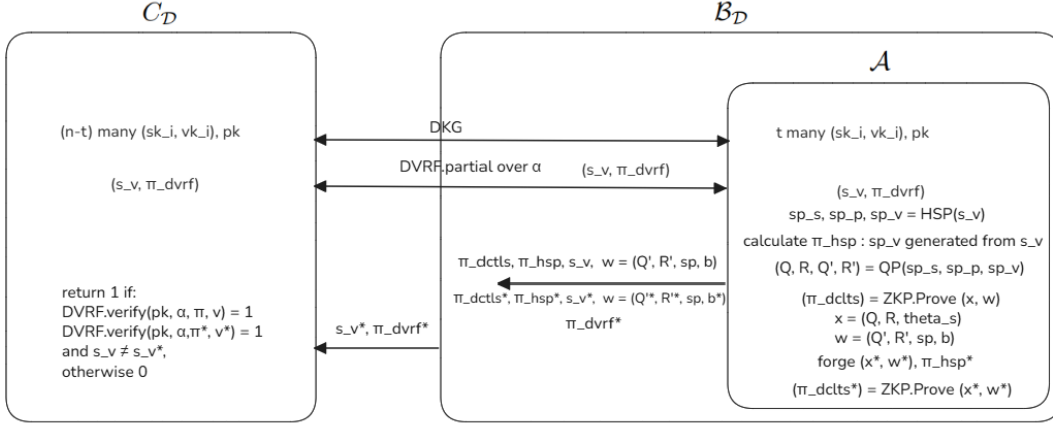 C_D
B_D
A
(n-t) many (sk_i, vk_i), pk
DKG
t many (sk_i, vk_i), pk
DVRF.partial over α
(s_v, π_dvrf)
(s_v, π_dvrf)
(s_v, π_dvrf)
sp_s, sp_p, sp_v = HSP(s_v)
calculate π_hsp : sp_v generated from s_v
π_dctls, π_hsp, s_v, w = (Q', R', sp, b)
(Q, R, Q', R') = QP(sp_s, sp_p, sp_v)
π_dctls*, π_hsp*, s_v*, w = (Q'*, R'*, sp, b*)
π_dvrf*
(π_dclts) = ZKP.Prove (x, w)
x = (Q, R, theta_s)
w = (Q', R', sp, b)
forge (x*, w*), π_hsp*
(π_dclts*) = ZKP.Prove (x*, w*)
return 1 if:
DVRF.verify(pk, α, π, v) = 1
DVRF.verify(pk, α,π*, v*) = 1
and s_v ≠ s_v*,
otherwise 0
s_v*, π_dvrf*